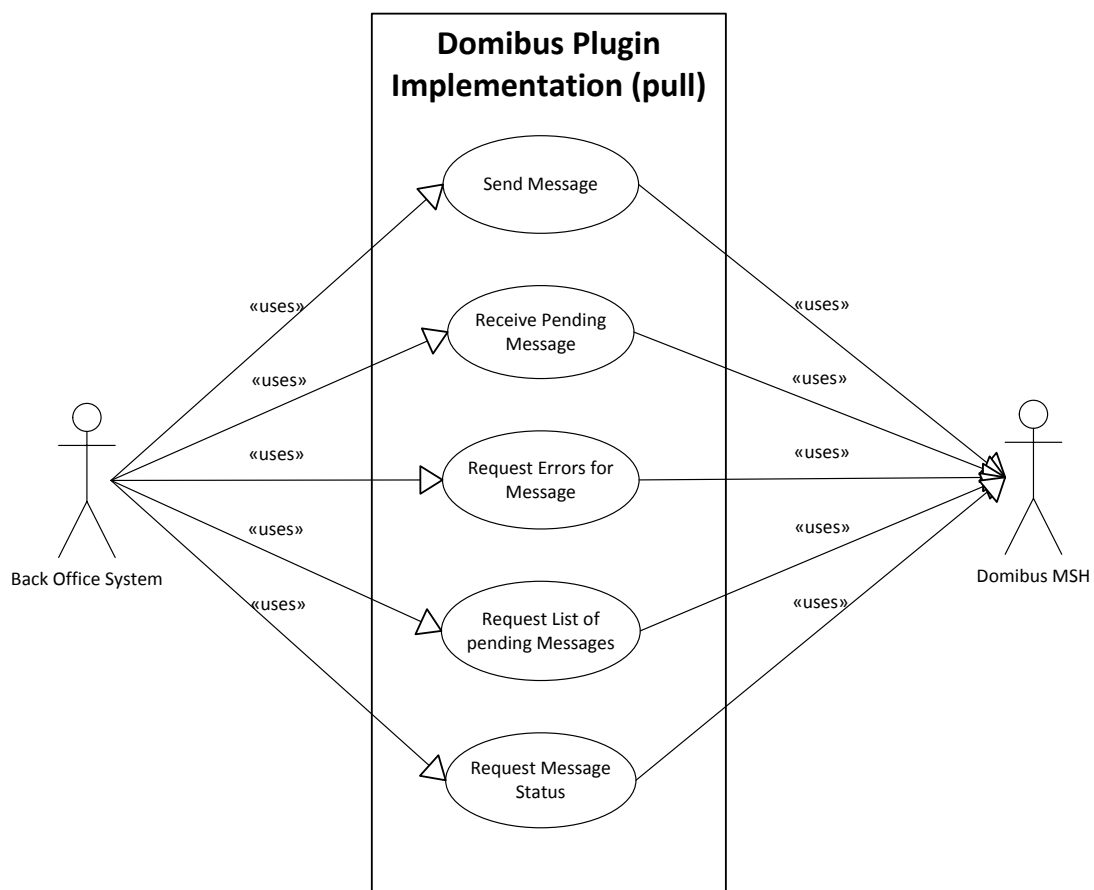 Domibus Plugin
Implementation (pull)
Send Message
«uses»
«uses»
Receive Pending
Message
«uses»
«uses»
Request Errors for
Message
«uses»
«uses»
Back Office System
Domibus MSH
Request List of
pending Messages
«uses»
«uses»
Request Message
Status
«uses»
«uses»